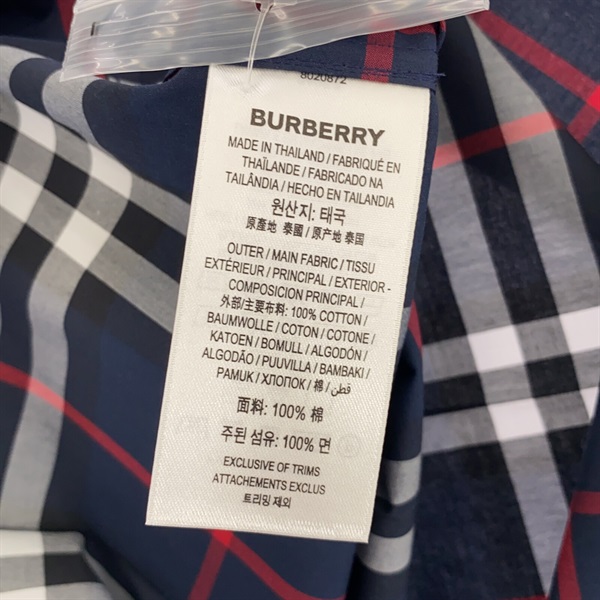 8020872
BURBERRY
MADE IN THAILAND / FABRIQUÉ EN
THAÏLANDE / FABRICADO NA
TAILÂNDIA / HECHO EN TAILANDIA
원산지: 태국
原產地 泰國 / 原产地 泰国
OUTER / MAIN FABRIC / TISSU
EXTÉRIEUR / PRINCIPAL / EXTERIOR -
COMPOSICION PRINCIPAL /
外部/主要布料: 100% COTTON /
BAUMWOLLE / COTON / COTONE /
KATOEN / BOMULL / ALGODÓN /
ALGODÃO / PUUVILLA / BAMBAKI /
PAMUK / ХЛОПОК / 棉 / قطن /
面料: 100% 棉
주된 섬유: 100% 면
EXCLUSIVE OF TRIMS
ATTACHEMENTS EXCLUS
트리밍 제외